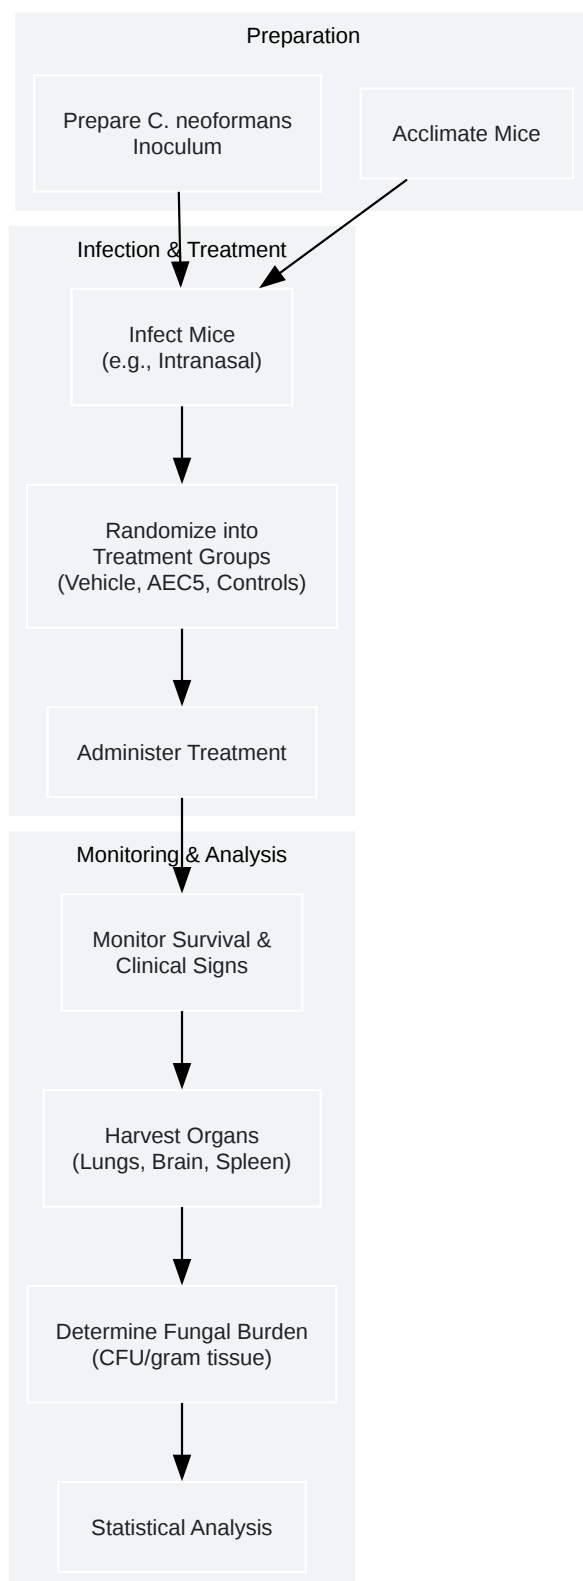 Preparation
Prepare C. neoformans
Inoculum
Acclimate Mice
Infection & Treatment
Infect Mice
(e.g., Intranasal)
Randomize into
Treatment Groups
(Vehicle, AEC5, Controls)
Administer Treatment
Monitoring & Analysis
Monitor Survival &
Clinical Signs
Harvest Organs
(Lungs, Brain, Spleen)
Determine Fungal Burden
(CFU/gram tissue)
Statistical Analysis